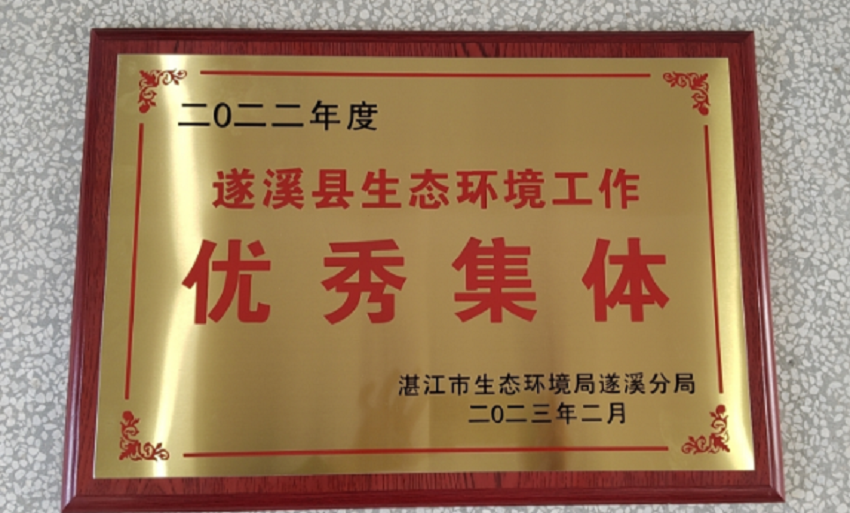 二0二二年度
遂溪县生态环境工作
优秀集体
湛江市生态环境局遂溪分局
二0二三年二月